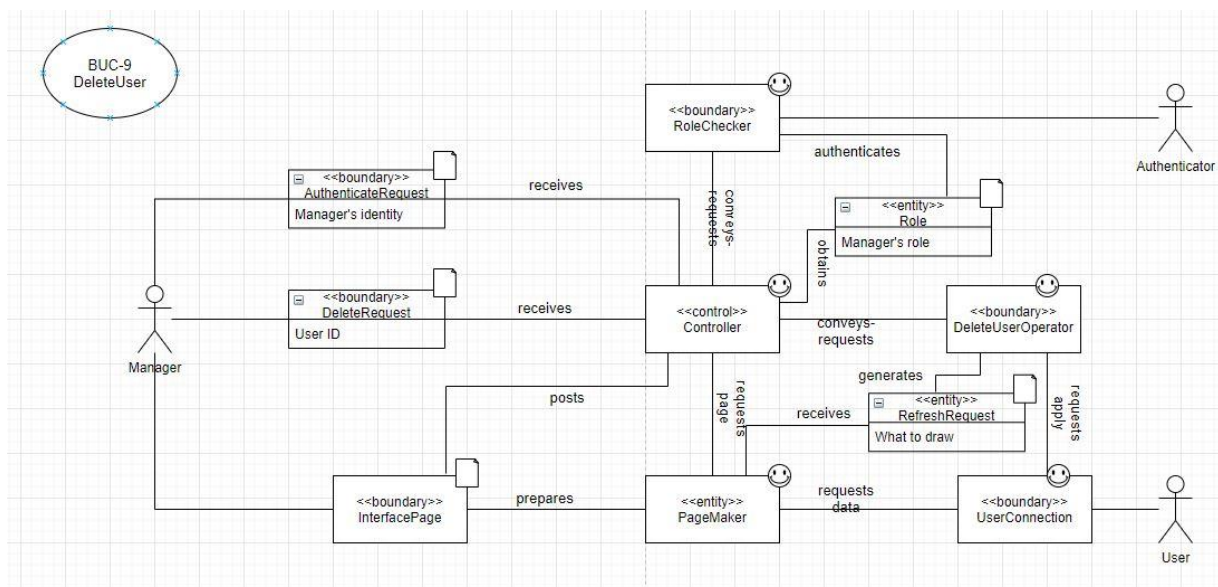 BUC-9
DeleteUser
<<boundary>>
RoleChecker
authenticates
Authenticator
<<boundary>>
AuthenticateRequest
Manager's identity
receives
conveys-
requests
<<entity>>
Role
Manager's role
obtains
Manager
<<boundary>>
DeleteRequest
User ID
receives
<<control>>
Controller
conveys-
requests
<<boundary>>
DeleteUserOperator
posts
requests
page
generates
receives
<<entity>>
RefreshRequest
What to draw
requests
apply
<<boundary>>
InterfacePage
prepares
<<entity>>
PageMaker
requests
data
<<boundary>>
UserConnection
User